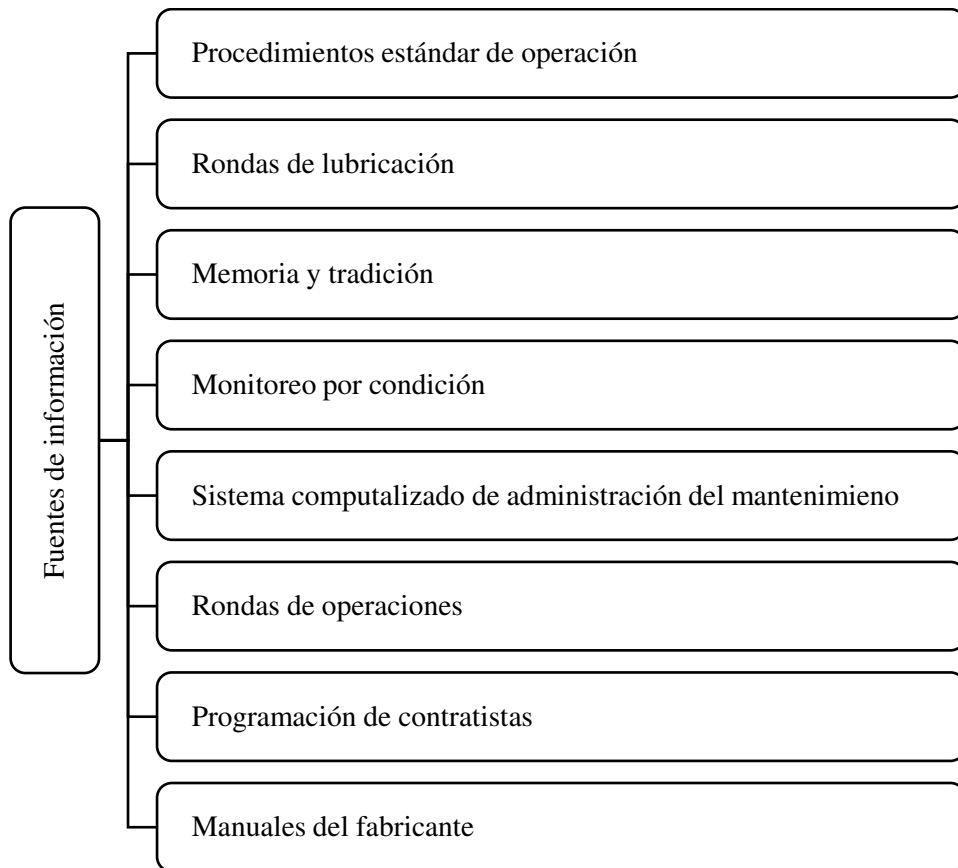 Fuentes de información
Procedimientos estándar de operación
Rondas de lubricación
Memoria y tradición
Monitoreo por condición
Sistema computalizado de administración del mantenimieno
Rondas de operaciones
Programación de contratistas
Manuales del fabricante